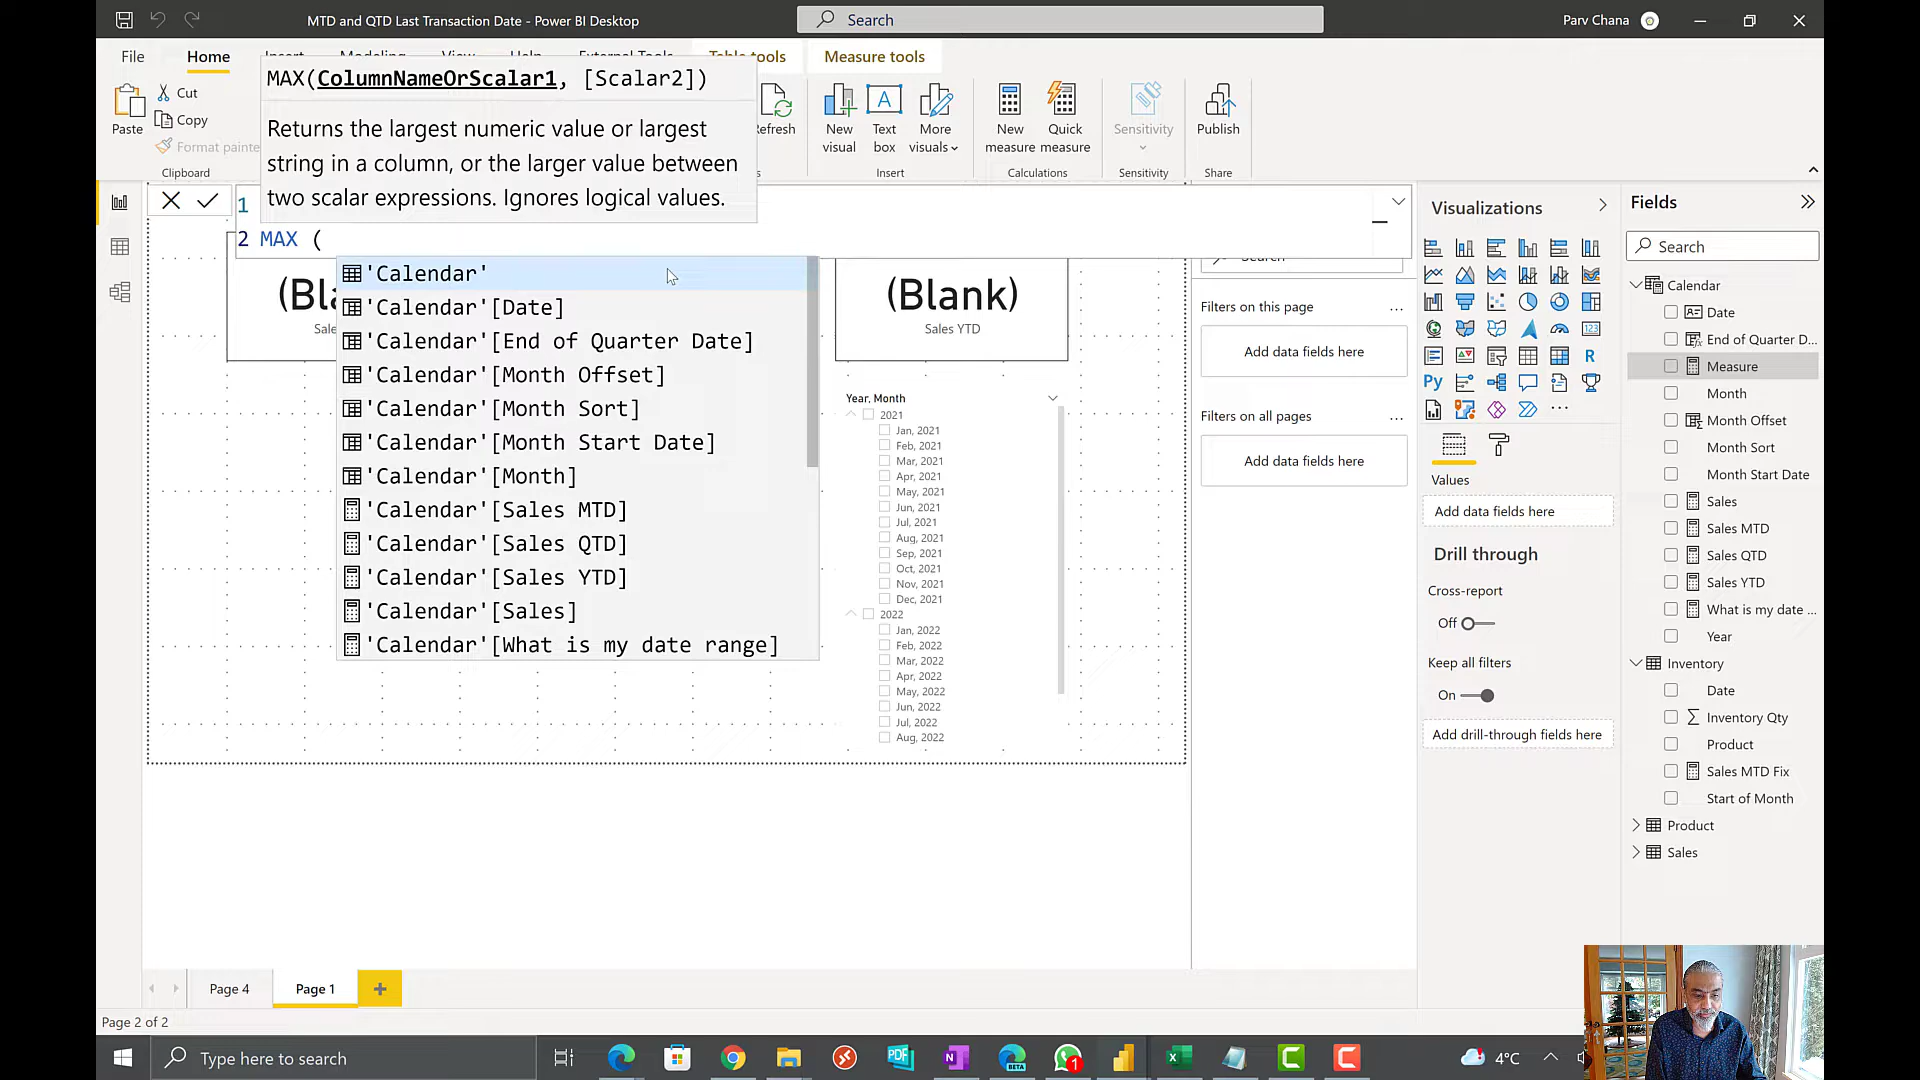 MTD and QTD Last Transaction Date - Power BI Desktop
Search
Parv Chana
File
Home
Measure tools
MAX(ColumnNameOrScalar1, [Scalar2])
Returns the largest numeric value or largest
string in a column, or the larger value between
two scalar expressions. Ignores logical values.
Paste
Cut
Copy
Clipboard
New
visual
Text
box
More
visuals
New
measure
Quick
measure
Sensitivity
Publish
Insert
Calculations
Sensitivity
Share
1
2 MAX (
'Calendar'
'Calendar'[Date]
'Calendar'[End of Quarter Date]
'Calendar'[Month Offset]
'Calendar'[Month Sort]
'Calendar'[Month Start Date]
'Calendar'[Month]
'Calendar'[Sales MTD]
'Calendar'[Sales QTD]
'Calendar'[Sales YTD]
'Calendar'[Sales]
'Calendar'[What is my date range]
(Blank)
Sales YTD
Year, Month
2021
Jan, 2021
Feb, 2021
Mar, 2021
Apr, 2021
May, 2021
Jun, 2021
Jul, 2021
Aug, 2021
Sep, 2021
Oct, 2021
Nov, 2021
Dec, 2021
2022
Jan, 2022
Feb, 2022
Mar, 2022
Apr, 2022
May, 2022
Jun, 2022
Jul, 2022
Aug, 2022
Filters on this page
...
Add data fields here
Filters on all pages
...
Add data fields here
Visualizations
R
Py
123
Values
Add data fields here
Drill through
Cross-report
Off
Keep all filters
On
Add drill-through fields here
Fields
Search
Calendar
Date
End of Quarter D...
Measure
Month
Month Offset
Month Sort
Month Start Date
Sales
Sales MTD
Sales QTD
Sales YTD
What is my date ...
Year
Inventory
Date
Inventory Qty
Product
Sales MTD Fix
Start of Month
Product
Sales
Page 4
Page 1
Page 2 of 2
Type here to search
4°C